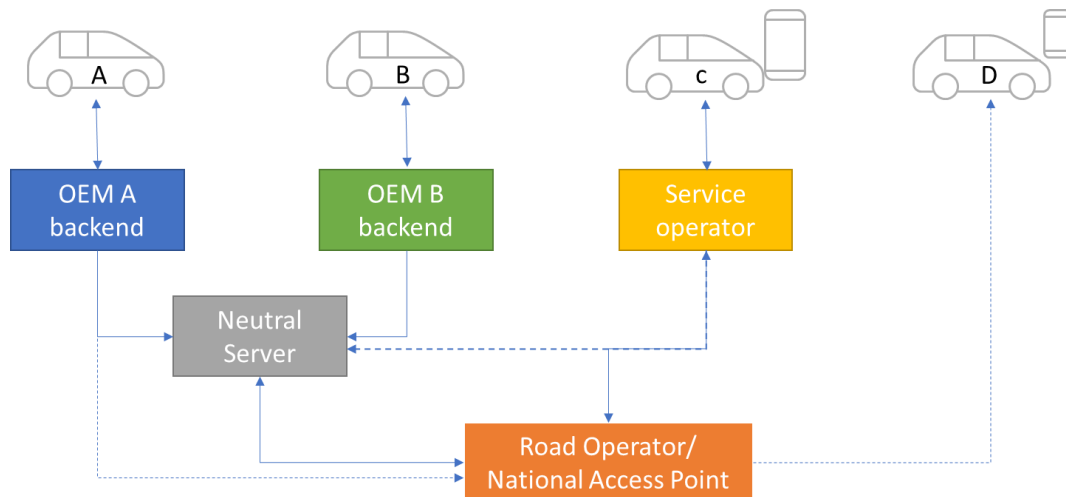 A
B
c
D
OEM A
backend
OEM B
backend
Service
operator
Neutral
Server
Road Operator/
National Access Point